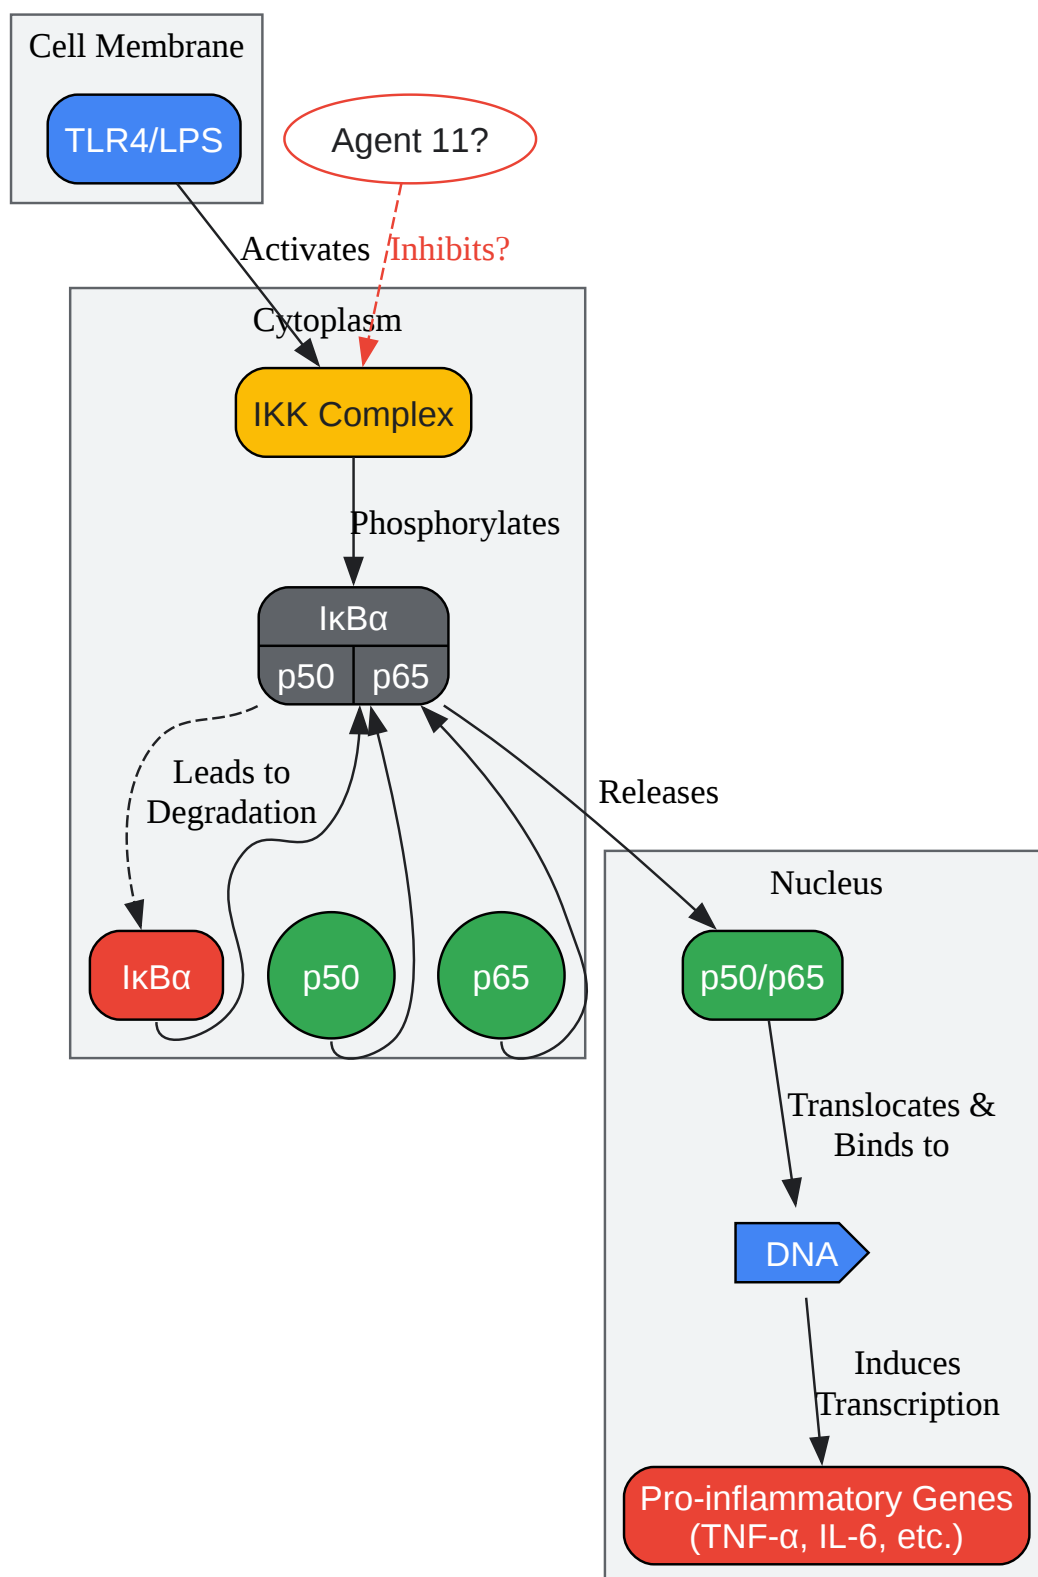 Cell Membrane
TLR4/LPS
Agent 11?
Activates
Inhibits?
Cytoplasm
IKK Complex
Phosphorylates
IκBα
p50
p65
Leads to
Degradation
Releases
Nucleus
IκBα
p50
p65
p50/p65
Translocates &
Binds to
DNA
Induces
Transcription
Pro-inflammatory Genes
(TNF-α, IL-6, etc.)